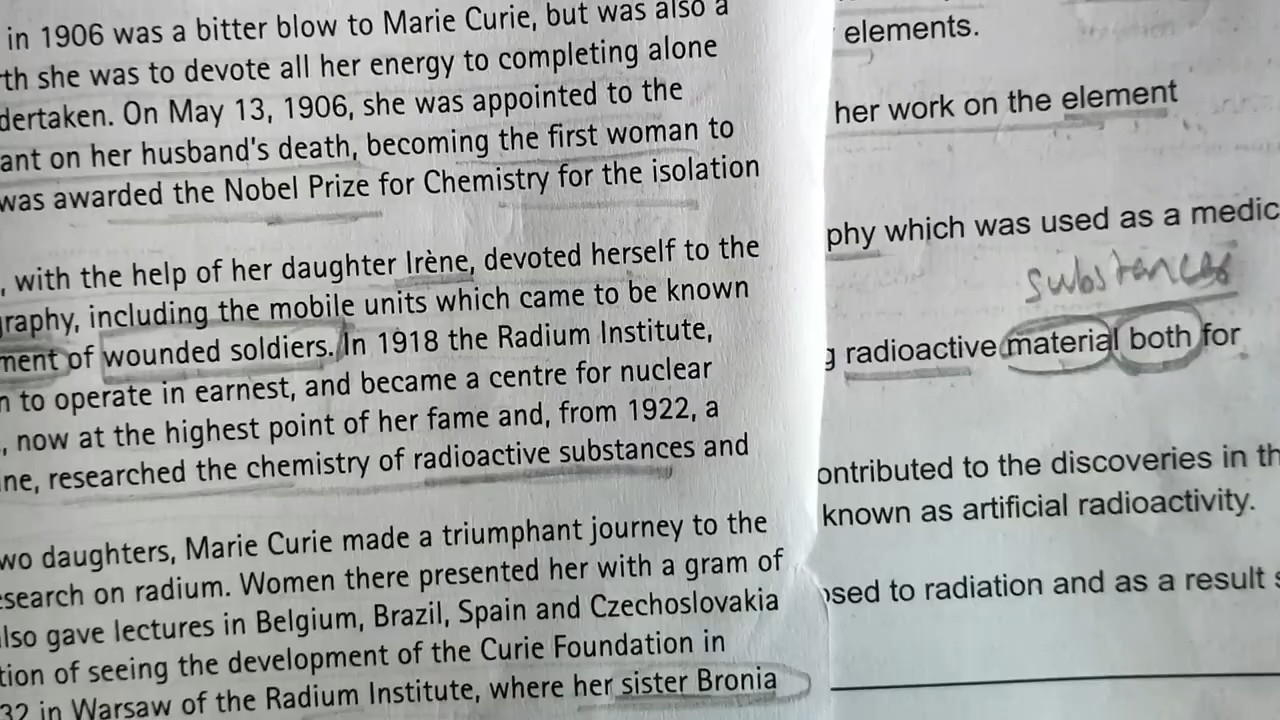 in 1906 was a bitter blow to Marie Curie, but was also a
rth she was to devote all her energy to completing alone
dertaken. On May 13, 1906, she was appointed to the
ant on her husband's death, becoming the first woman to
was awarded the Nobel Prize for Chemistry for the isolation
, with the help of her daughter Irène, devoted herself to the
graphy, including the mobile units which came to be known
ment of wounded soldiers. In 1918 the Radium Institute,
n to operate in earnest, and became a centre for nuclear
, now at the highest point of her fame and, from 1922, a
ine, researched the chemistry of radioactive substances and
wo daughters, Marie Curie made a triumphant journey to the
esearch on radium. Women there presented her with a gram of
also gave lectures in Belgium, Brazil, Spain and Czechoslovakia
tion of seeing the development of the Curie Foundation in
32 in Warsaw of the Radium Institute, where her sister Bronia
elements.
her work on the element
phy which was used as a medic
substances
g radioactive material both for
ontributed to the discoveries in th
known as artificial radioactivity.
osed to radiation and as a result s